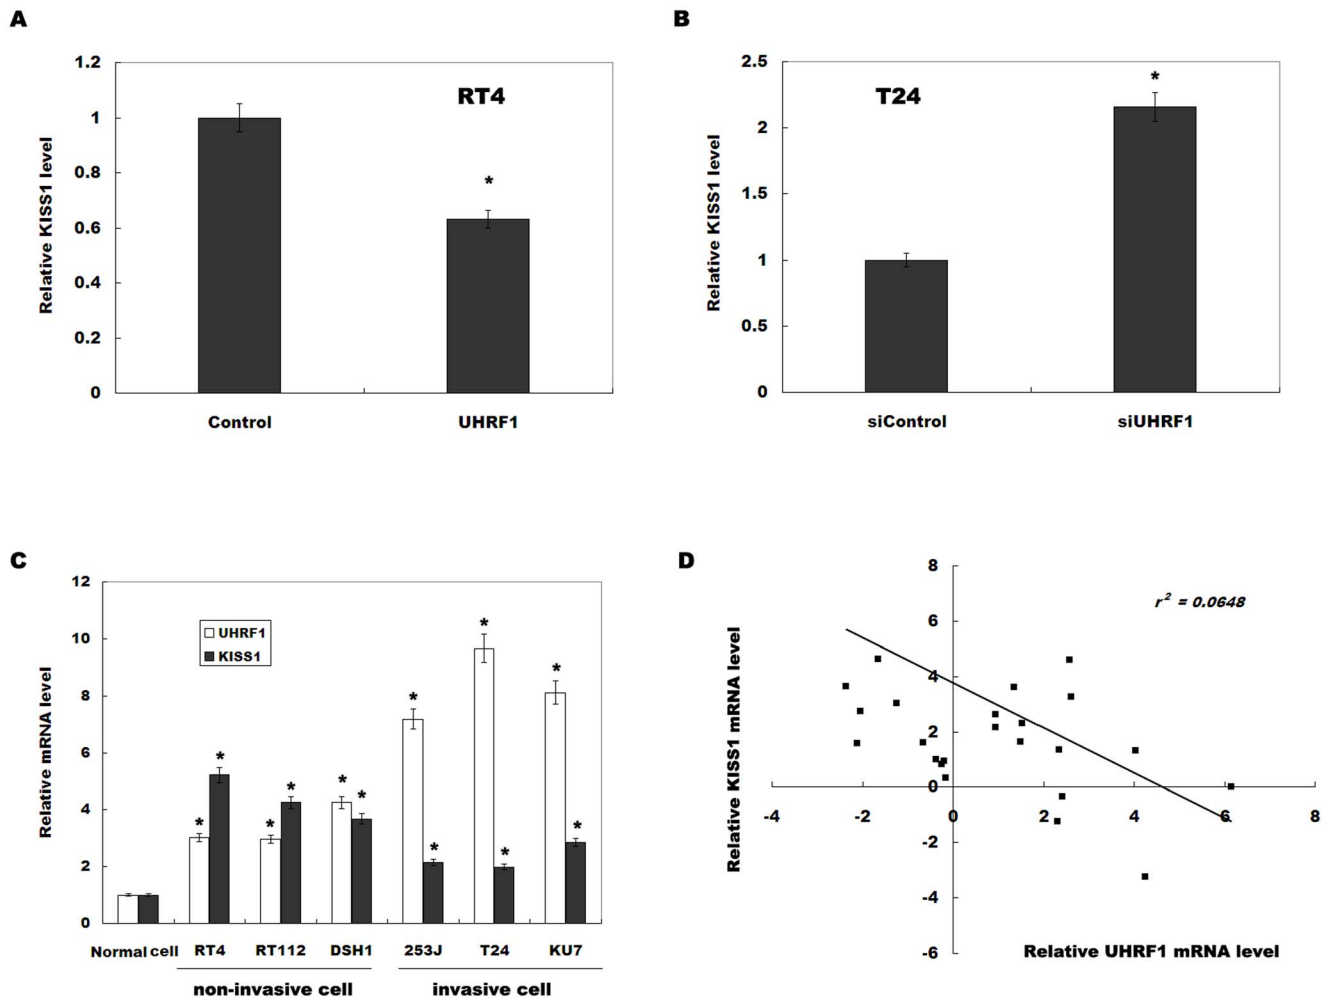 A
1.2
1
0.8
0.6
0.4
0.2
0
Relative KISS1 level
RT4
*
Control UHRF1
B
2.5
2
1.5
1
0.5
0
Relative KISS1 level
T24
*
siControl siUHRF1
C
12
10
8
6
4
2
0
Relative mRNA level
UHRF1
KISS1
* * * * * * * * * * * *
Normal cell RT4 RT112 DSH1 253J T24 KU7
non-invasive cell invasive cell
D
8
6
4
2
0
-2
-4
-6
Relative KISS1 mRNA level
r² = 0.0648
-4 -2 0 2 4 6 8
Relative UHRF1 mRNA level